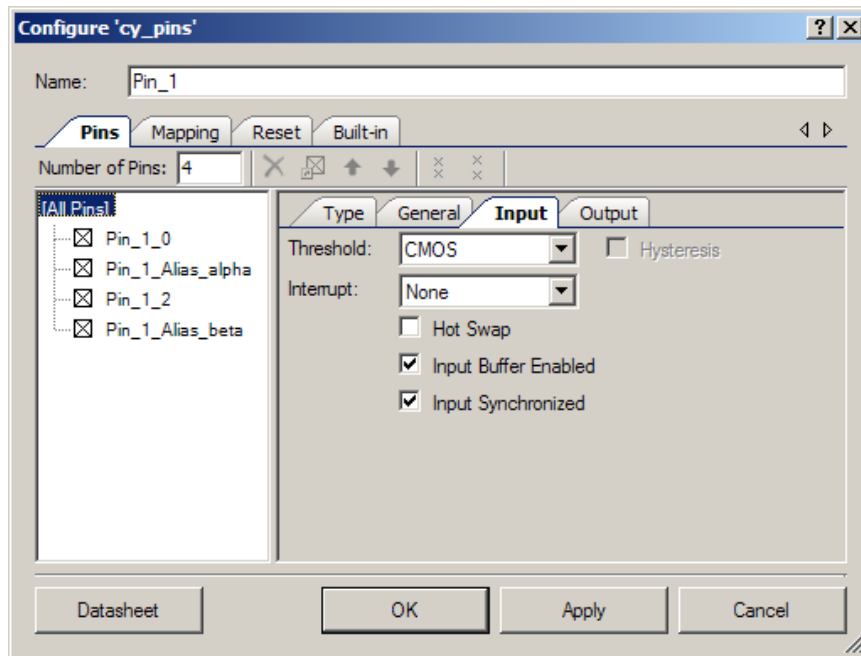 Configure 'cy_pins'
Name: Pin_1
Pins Mapping Reset Built-in
Number of Pins: 4
[All Pins]
Pin_1_0
Pin_1_Alias_alpha
Pin_1_2
Pin_1_Alias_beta
Type General Input Output
Threshold: CMOS Hysteresis
Interrupt: None
Hot Swap
Input Buffer Enabled
Input Synchronized
Datasheet OK Apply Cancel